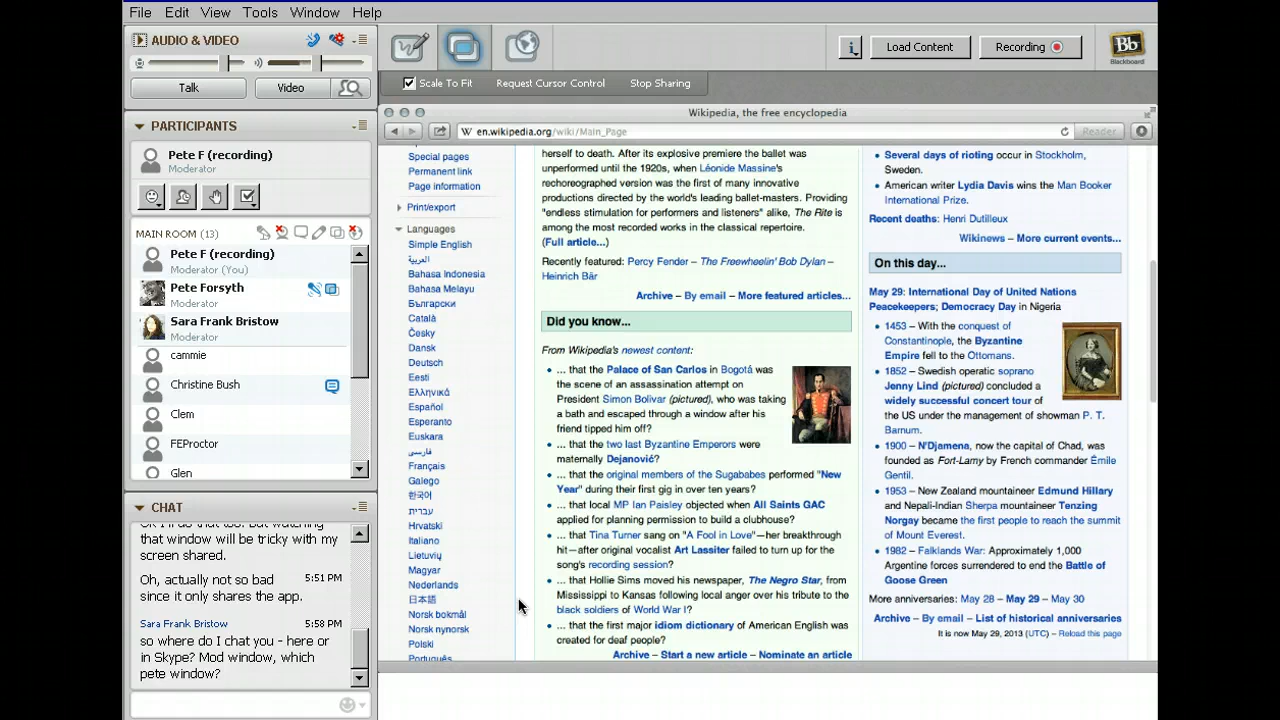 File Edit View Tools Window Help
AUDIO & VIDEO
Talk
Video
PARTICIPANTS
Pete F (recording)
Moderator
MAIN ROOM (13)
Pete F (recording)
Moderator (You)
Pete Forsyth
Moderator
Sara Frank Bristow
Moderator
cammie
Christine Bush
Clem
FEProctor
Glen
CHAT
that window will be tricky with my
screen shared.
Oh, actually not so bad 5:51 PM
since it only shares the app.
Sara Frank Bristow 5:58 PM
so where do I chat you - here or
in Skype? Mod window, which
pete window?
Load Content
Recording
Bb
Blackboard
Scale To Fit
Request Cursor Control
Stop Sharing
Wikipedia, the free encyclopedia
W en.wikipedia.org/wiki/Main_Page
Reader
Special pages
Permanent link
Page information
Print/export
Languages
Simple English
العربية
Bahasa Indonesia
Bahasa Melayu
Български
Català
Česky
Dansk
Deutsch
Eesti
Ελληνικά
Español
Esperanto
Euskara
فارسی
Français
Galego
한국어
עברית
Hrvatski
Italiano
Lietuvių
Magyar
Nederlands
日本語
Norsk bokmål
Norsk nynorsk
Polski
Português
herself to death. After its explosive premiere the ballet was
unperformed until the 1920s, when Léonide Massine's
rechoreographed version was the first of many innovative
productions directed by the world's leading ballet-masters. Providing
"endless stimulation for performers and listeners" alike, The Rite is
among the most recorded works in the classical repertoire.
(Full article...)
Recently featured: Percy Fender – The Freewheelin' Bob Dylan –
Heinrich Bär
Archive – By email – More featured articles...
Did you know...
From Wikipedia's newest content:
... that the Palace of San Carlos in Bogotá was
the scene of an assassination attempt on
President Simon Bolivar (pictured), who was taking
a bath and escaped through a window after his
friend tipped him off?
... that the two last Byzantine Emperors were
maternally Dejanović?
... that the original members of the Sugababes performed "New
Year" during their first gig in over ten years?
... that local MP Ian Paisley objected when All Saints GAC
applied for planning permission to build a clubhouse?
... that Tina Turner sang on "A Fool in Love"—her breakthrough
hit—after original vocalist Art Lassiter failed to turn up for the
song's recording session?
... that Hollie Sims moved his newspaper, The Negro Star, from
Mississippi to Kansas following local anger over his tribute to the
black soldiers of World War I?
... that the first major idiom dictionary of American English was
created for deaf people?
Archive – Start a new article – Nominate an article
Several days of rioting occur in Stockholm,
Sweden.
American writer Lydia Davis wins the Man Booker
International Prize.
Recent deaths: Henri Dutilleux
Wikinews – More current events...
On this day...
May 29: International Day of United Nations
Peacekeepers; Democracy Day in Nigeria
1453 – With the conquest of
Constantinople, the Byzantine
Empire fell to the Ottomans.
1852 – Swedish operatic soprano
Jenny Lind (pictured) concluded a
widely successful concert tour of
the US under the management of showman P. T.
Barnum.
1900 – N'Djamena, now the capital of Chad, was
founded as Fort-Lamy by French commander Émile
Gentil.
1953 – New Zealand mountaineer Edmund Hillary
and Nepali-Indian Sherpa mountaineer Tenzing
Norgay became the first people to reach the summit
of Mount Everest.
1982 – Falklands War: Approximately 1,000
Argentine forces surrendered to end the Battle of
Goose Green
More anniversaries: May 28 – May 29 – May 30
Archive – By email – List of historical anniversaries
It is now May 29, 2013 (UTC) – Reload this page